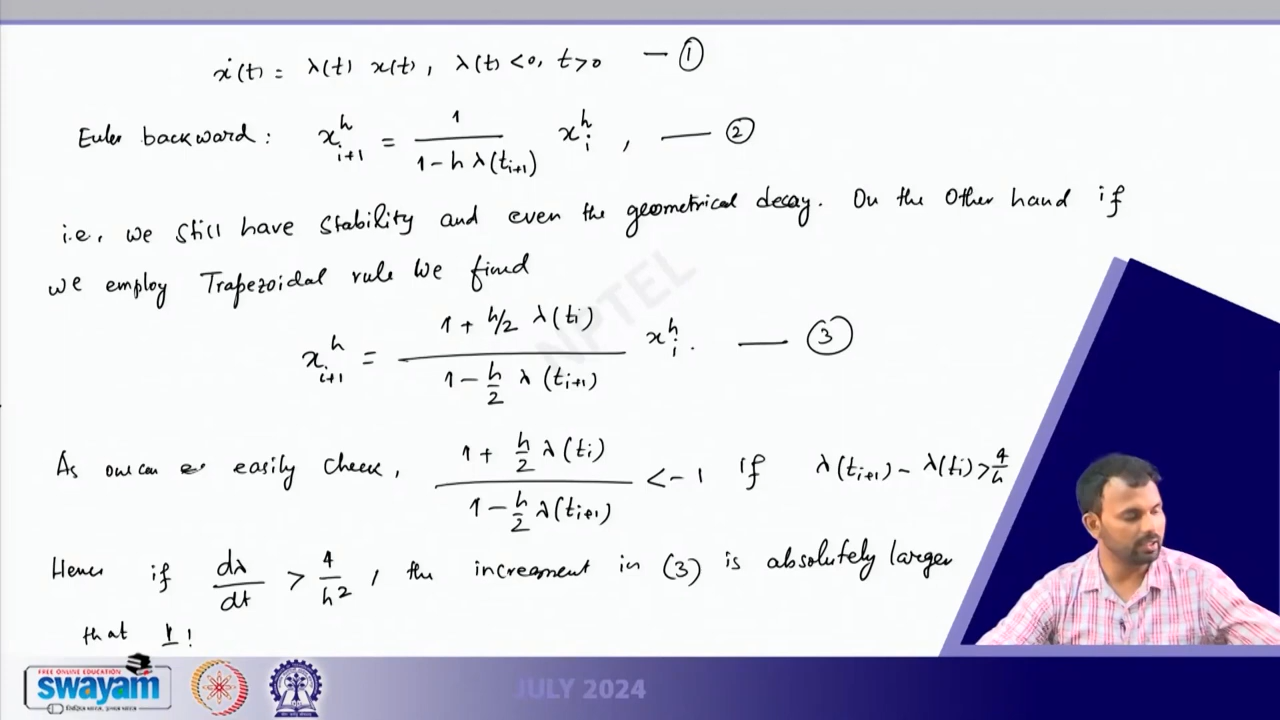 ẋ(t) = λ(t) x(t), λ(t) <0, t>0 — ①
Euler backward: x^h_{i+1} = 1 / (1 - h λ(t_{i+1})) x^h_i , — ②
i.e, we still have stability and even the geometrical decay. On the other hand if
we employ Trapezoidal rule we find
x^h_{i+1} = (1 + h/2 λ(t_i)) / (1 - h/2 λ(t_{i+1})) x^h_i. — ③
As one can easily check, (1 + h/2 λ(t_i)) / (1 - h/2 λ(t_{i+1})) < -1 if λ(t_{i+1}) - λ(t_i) > 4/h
Hence if dλ/dt > 4/h², the increament in (3) is absolutely larger
that 1!
NPTEL
FREE ONLINE EDUCATION
swayam
JULY 2024